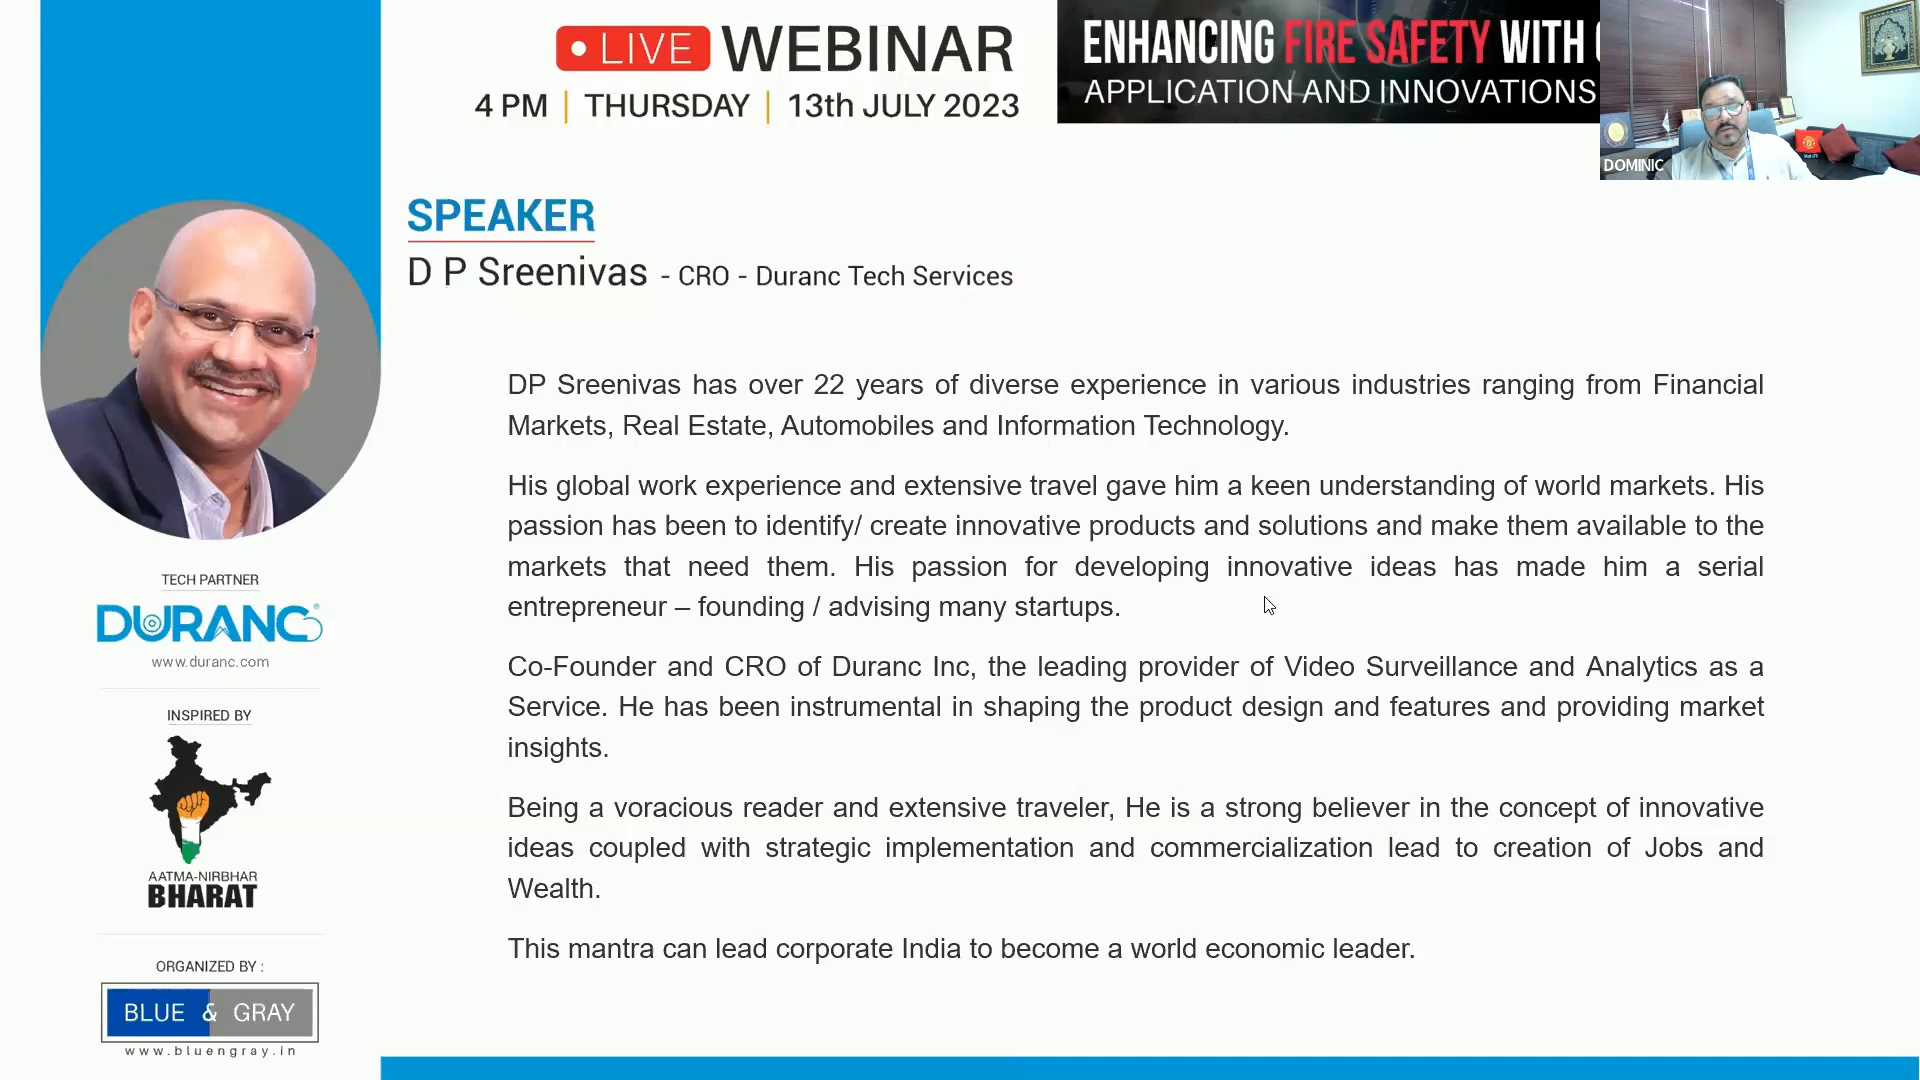 LIVE WEBINAR
4 PM | THURSDAY | 13th JULY 2023
ENHANCING FIRE SAFETY WITH
APPLICATION AND INNOVATIONS
DOMINIC
SPEAKER
D P Sreenivas - CRO - Duranc Tech Services
DP Sreenivas has over 22 years of diverse experience in various industries ranging from Financial
Markets, Real Estate, Automobiles and Information Technology.
His global work experience and extensive travel gave him a keen understanding of world markets. His
passion has been to identify/ create innovative products and solutions and make them available to the
markets that need them. His passion for developing innovative ideas has made him a serial
entrepreneur – founding / advising many startups.
Co-Founder and CRO of Duranc Inc, the leading provider of Video Surveillance and Analytics as a
Service. He has been instrumental in shaping the product design and features and providing market
insights.
Being a voracious reader and extensive traveler, He is a strong believer in the concept of innovative
ideas coupled with strategic implementation and commercialization lead to creation of Jobs and
Wealth.
This mantra can lead corporate India to become a world economic leader.
TECH PARTNER
DURANC
www.duranc.com
INSPIRED BY
AATMA-NIRBHAR
BHARAT
ORGANIZED BY :
BLUE & GRAY
www.bluengray.in